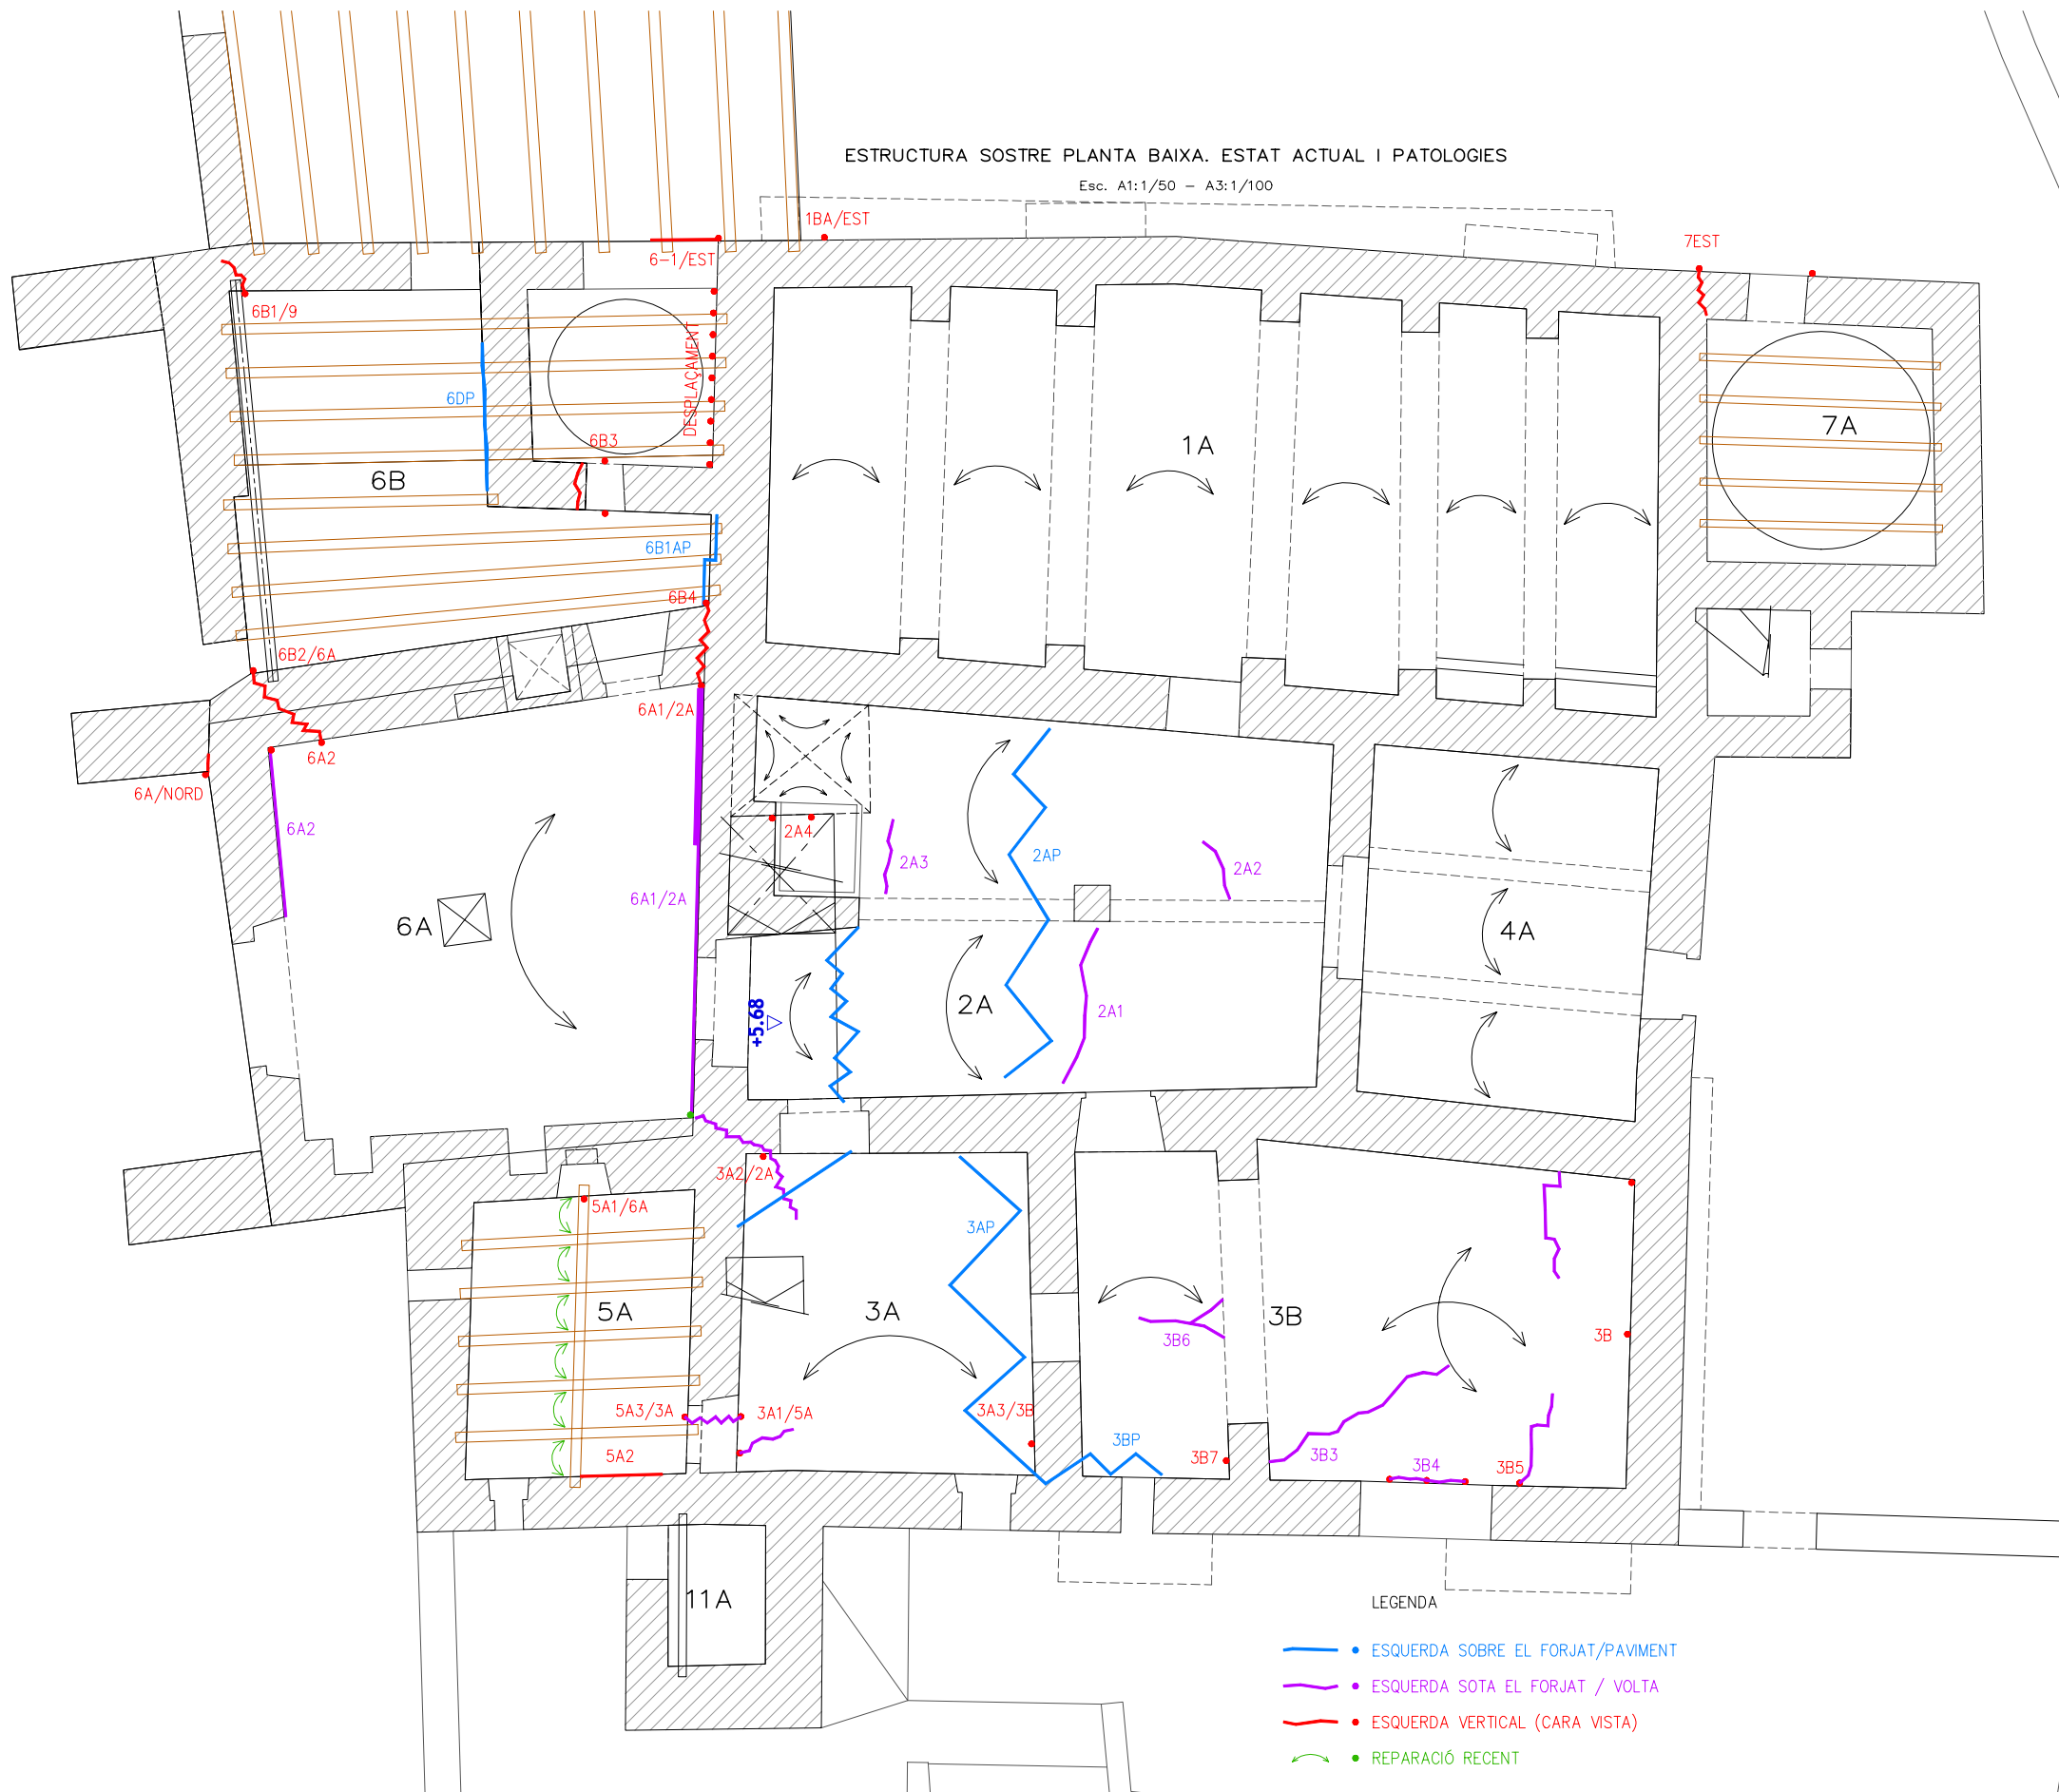 ESTRUCTURA SOSTRE PLANTA BAIXA. ESTAT ACTUAL I PATOLOGIES
Esc. A1:1/50 – A3:1/100
1BA/EST
7EST
6-1/EST
6B1/9
DESPLAÇAMENT
6DP
6B3
1A
7A
6B
6B1AP
6B4
6B2/6A
6A1/2A
6A2
6A/NORD
6A2
2A4
2A3
2AP
2A2
6A1/2A
6A
4A
2A
+5.68
2A1
3A2/2A
5A1/6A
3AP
5A
3A
3B
3B6
3B
5A3/3A
3A1/5A
3A3/3B
3BP
5A2
3B7
3B3
3B4
3B5
11A
LEGENDA
ESQUERDA SOBRE EL FORJAT/PAVIMENT
ESQUERDA SOTA EL FORJAT / VOLTA
ESQUERDA VERTICAL (CARA VISTA)
REPARACIÓ RECENT